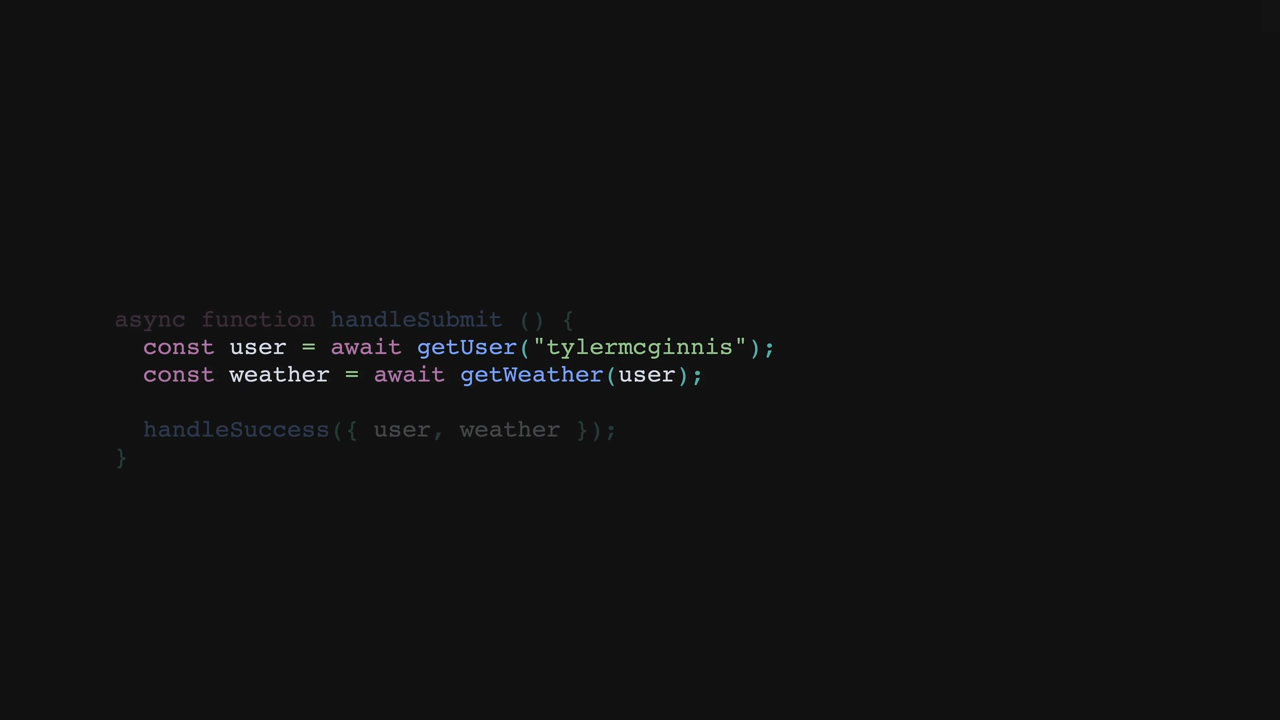 async function handleSubmit () {
  const user = await getUser("tylermcginnis");
  const weather = await getWeather(user);

  handleSuccess({ user, weather });
}